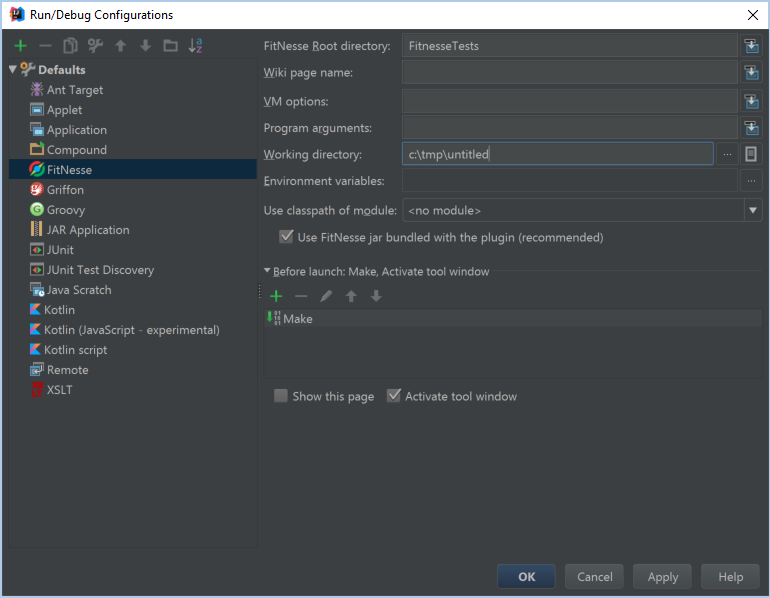 Run/Debug Configurations
Defaults
Ant Target
Applet
Application
Compound
FitNesse
Griffon
Groovy
JAR Application
JUnit
JUnit Test Discovery
Java Scratch
Kotlin
Kotlin (JavaScript - experimental)
Kotlin script
Remote
XSLT
FitNesse Root directory: FitnesseTests
Wiki page name:
VM options:
Program arguments:
Working directory: c:\tmp\untitled
Environment variables:
Use classpath of module: <no module>
Use FitNesse jar bundled with the plugin (recommended)
Before launch: Make, Activate tool window
Make
Show this page Activate tool window
OK Cancel Apply Help